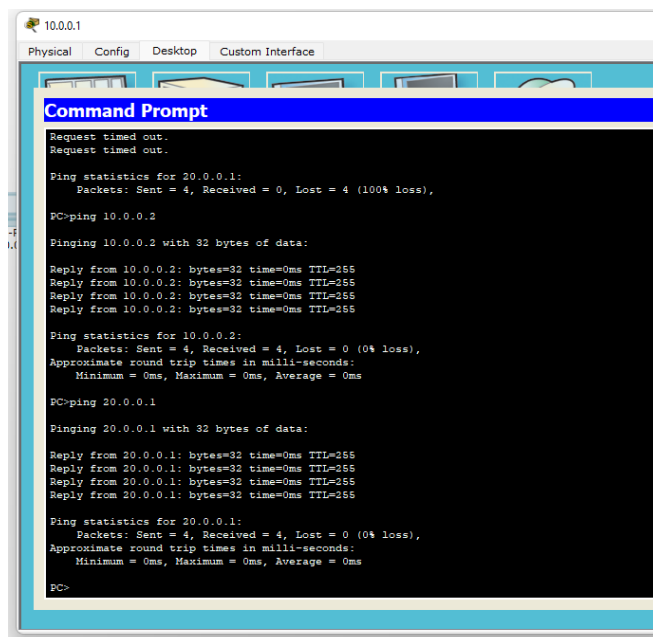 10.0.0.1
Physical Config Desktop Custom Interface
Command Prompt
Request timed out.
Request timed out.
Ping statistics for 20.0.0.1:
Packets: Sent = 4, Received = 0, Lost = 4 (100% loss),
PC>ping 10.0.0.2
Pinging 10.0.0.2 with 32 bytes of data:
Reply from 10.0.0.2: bytes=32 time=0ms TTL=255
Reply from 10.0.0.2: bytes=32 time=0ms TTL=255
Reply from 10.0.0.2: bytes=32 time=0ms TTL=255
Reply from 10.0.0.2: bytes=32 time=0ms TTL=255
Ping statistics for 10.0.0.2:
Packets: Sent = 4, Received = 4, Lost = 0 (0% loss),
Approximate round trip times in milli-seconds:
Minimum = 0ms, Maximum = 0ms, Average = 0ms
PC>ping 20.0.0.1
Pinging 20.0.0.1 with 32 bytes of data:
Reply from 20.0.0.1: bytes=32 time=0ms TTL=255
Reply from 20.0.0.1: bytes=32 time=0ms TTL=255
Reply from 20.0.0.1: bytes=32 time=0ms TTL=255
Reply from 20.0.0.1: bytes=32 time=0ms TTL=255
Ping statistics for 20.0.0.1:
Packets: Sent = 4, Received = 4, Lost = 0 (0% loss),
Approximate round trip times in milli-seconds:
Minimum = 0ms, Maximum = 0ms, Average = 0ms
PC>